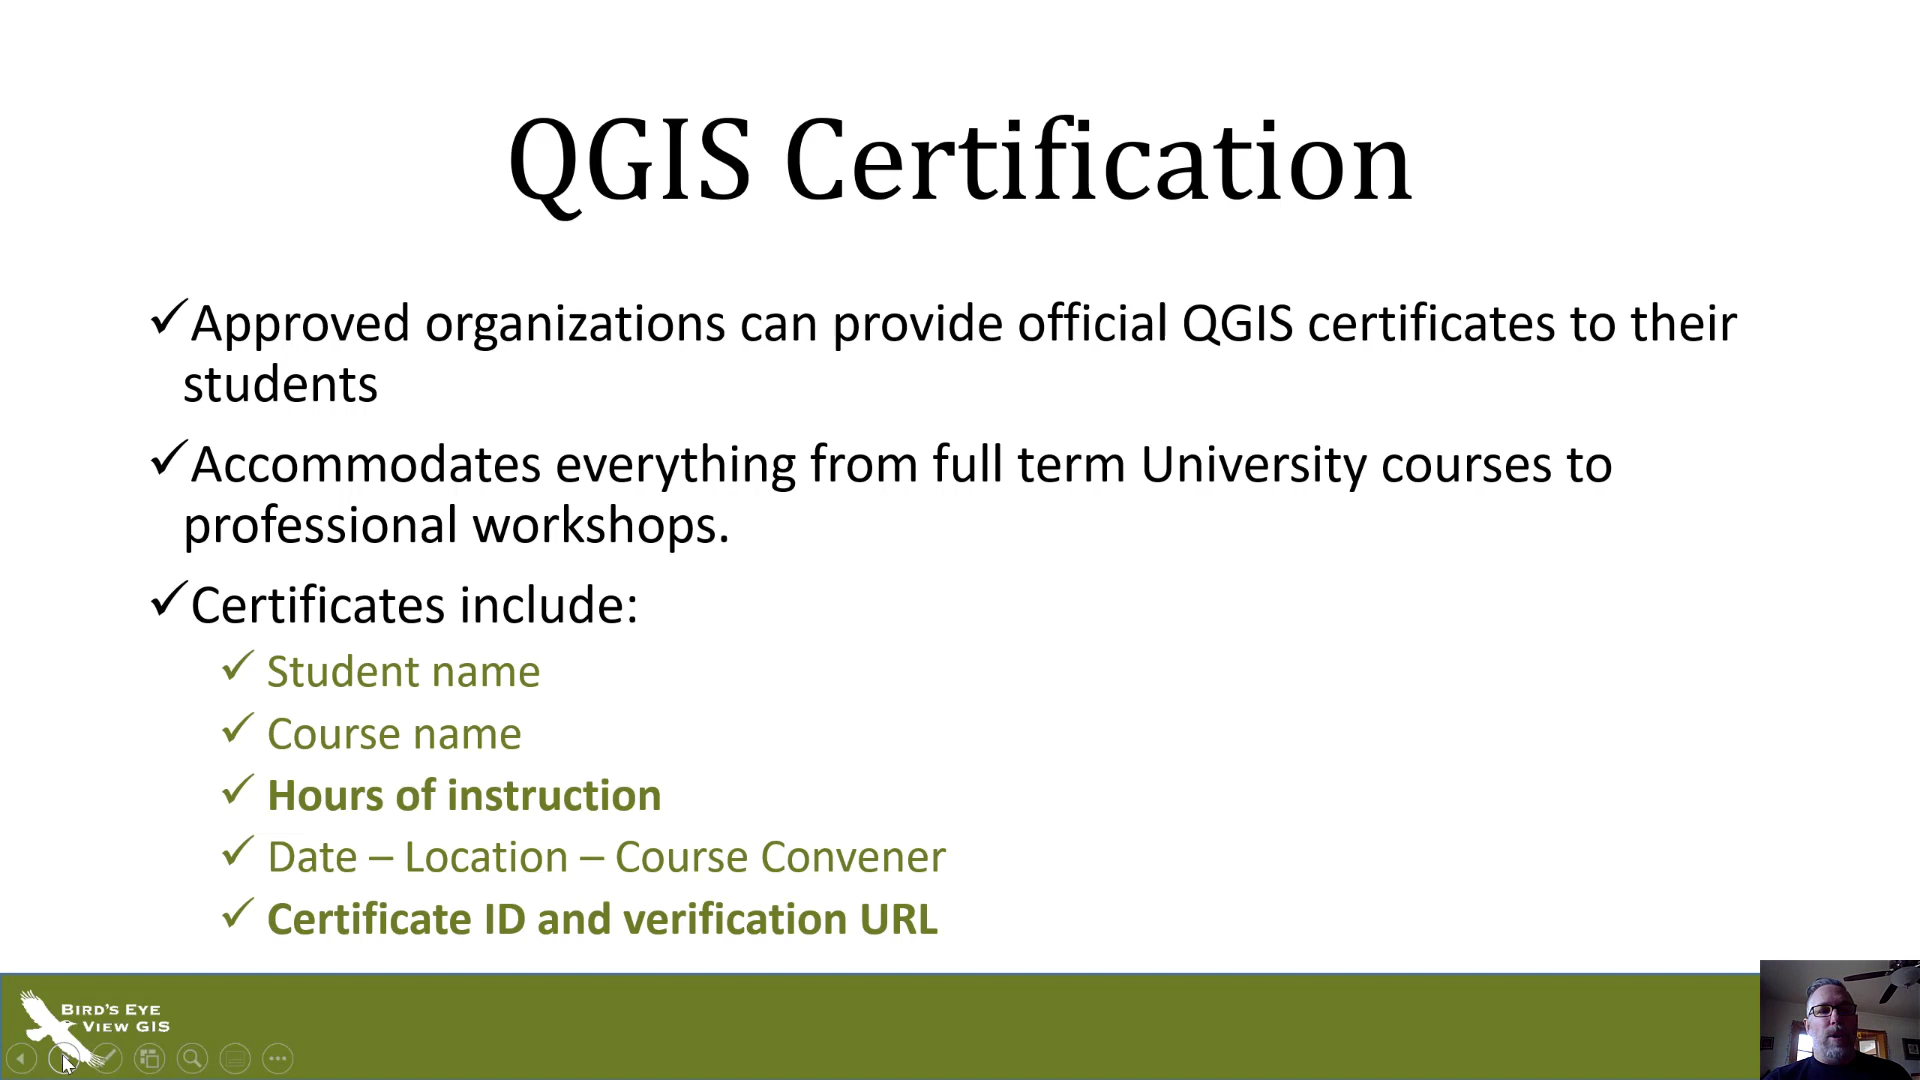 QGIS Certification
✓Approved organizations can provide official QGIS certificates to their
students
✓Accommodates everything from full term University courses to
professional workshops.
✓Certificates include:
✓ Student name
✓ Course name
✓ Hours of instruction
✓ Date – Location – Course Convener
✓ Certificate ID and verification URL
BIRD'S EYE
VIEW GIS